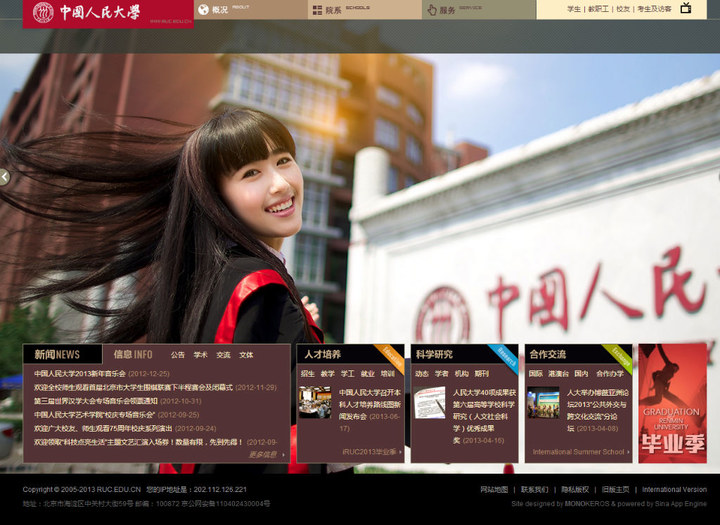 中國人民大學
WWW.RUC.EDU.CN
概况 ABOUT
院系 SCHOOLS
服务 SERVICE
学生 | 教职工 | 校友 | 考生及访客
中国人民
新闻NEWS
信息INFO 公告 学术 交流 文体
中国人民大学2013新年音乐会 (2012-12-25)
欢迎全校师生观看首届北京市大学生围棋联赛下半程赛会及闭幕式 (2012-11-29)
第三届世界汉学大会专场音乐会领票通知 (2012-10-31)
中国人民大学艺术学院"校庆专场音乐会" (2012-09-25)
欢迎广大校友、师生观看75周年校庆系列演出 (2012-09-24)
欢迎领取"科技点亮生活"主题文艺汇演入场券！数量有限，先到先得！ (2012-09-
更多信息
人才培养
招生 教学 学工 就业 培训
中国人民大学召开本科人才培养路线图新闻发布会 (2013-06-17)
iRUC2013毕业季
科学研究
Research
动态 学者 机构 期刊
人民大学40项成果获第六届高等学校科学研究（人文社会科学）优秀成果奖 (2013-04-16)
合作交流
国际 港澳台 国内 合作办学
人大举办博鳌亚洲论坛2013"公共外交与跨文化交流"分论坛 (2013-04-08)
International Summer School
GRADUATION
RENMIN
UNIVERSITY
毕业季
Copyright © 2005-2013 RUC.EDU.CN 您的IP地址是：202.112.126.221
网站地图 | 联系我们 | 隐私版权 | 旧版主页 | International Version
地址：北京市海淀区中关村大街59号 邮编：100872 京公网安备110402430004号
Site designed by MONOKEROS & powered by Sina App Engine